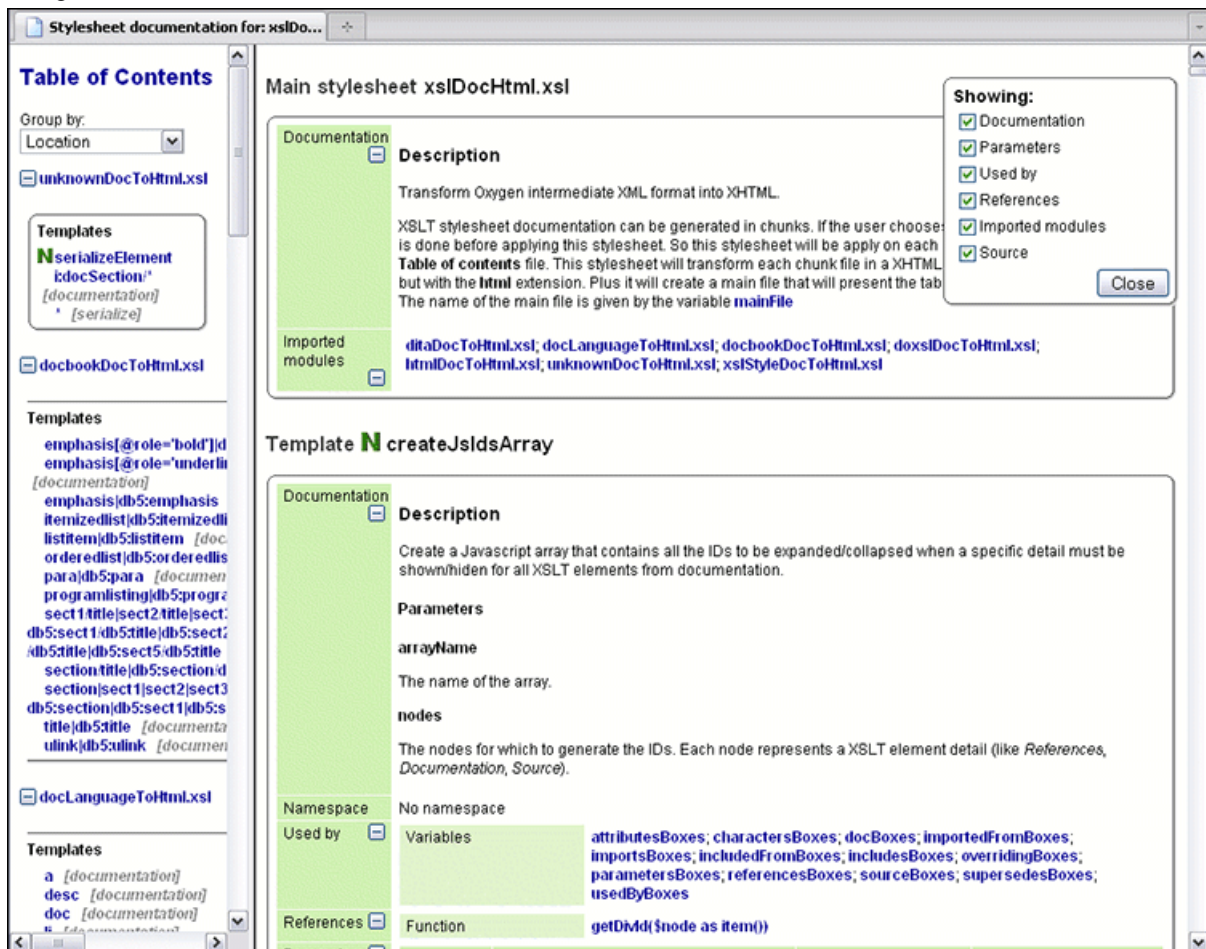 Stylesheet documentation for: xslDo...
Table of Contents
Group by:
Location
unknownDocToHtml.xsl
Templates
N serializeElement
i:docSection/*
[documentation]
* [serialize]
docbookDocToHtml.xsl
Templates
emphasis[@role='bold']|d
emphasis[@role='underlin
[documentation]
emphasis|db5:emphasis
itemizedlist|db5:itemizedli
listitem|db5:listitem [doc
orderedlist|db5:orderedlis
para|db5:para [documen
programlisting|db5:progra
sect1/title|sect2/title|sect
db5:sect1/db5:title|db5:sect2
/db5:title|db5:sect5/db5:title
section/title|db5:section/d
section|sect1|sect2|sect3
db5:section|db5:sect1|db5:s
title|db5:title [documenta
ulink|db5:ulink [documen
docLanguageToHtml.xsl
Templates
a [documentation]
desc [documentation]
doc [documentation]
Main stylesheet xslDocHtml.xsl
Documentation
Description
Transform Oxygen intermediate XML format into XHTML.
XSLT stylesheet documentation can be generated in chunks. If the user choose
is done before applying this stylesheet. So this stylesheet will be apply on each
Table of contents file. This stylesheet will transform each chunk file in a XHTML
but with the html extension. Plus it will create a main file that will present the tab
The name of the main file is given by the variable mainFile
Imported
modules
ditaDocToHtml.xsl; docLanguageToHtml.xsl; docbookDocToHtml.xsl; doxslDocToHtml.xsl;
htmlDocToHtml.xsl; unknownDocToHtml.xsl; xslStyleDocToHtml.xsl
Showing:
Documentation
Parameters
Used by
References
Imported modules
Source
Close
Template N createJsIdsArray
Documentation
Description
Create a Javascript array that contains all the IDs to be expanded/collapsed when a specific detail must be
shown/hiden for all XSLT elements from documentation.
Parameters
arrayName
The name of the array.
nodes
The nodes for which to generate the IDs. Each node represents a XSLT element detail (like References,
Documentation, Source).
Namespace No namespace
Used by Variables attributesBoxes; charactersBoxes; docBoxes; importedFromBoxes;
importsBoxes; includedFromBoxes; includesBoxes; overridingBoxes;
parametersBoxes; referencesBoxes; sourceBoxes; supersedesBoxes;
usedByBoxes
References Function getDivId($node as item())